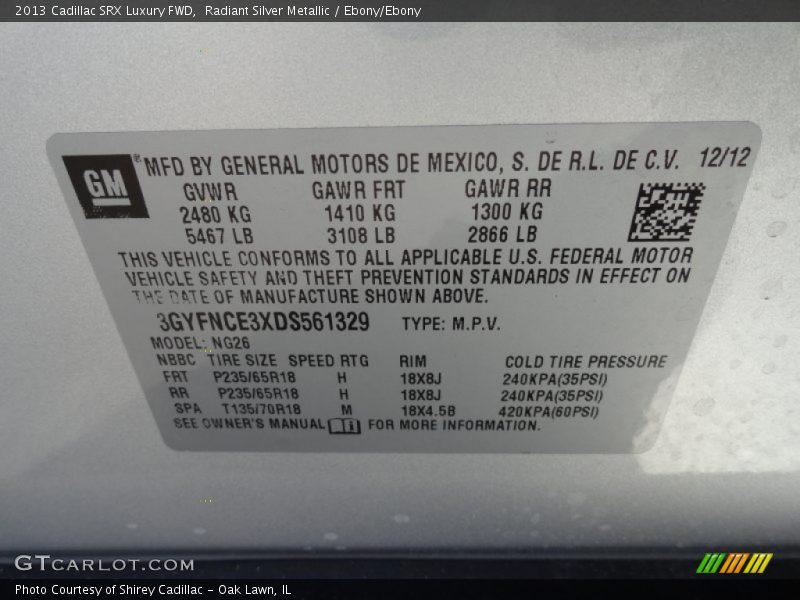 2013 Cadillac SRX Luxury FWD,  Radiant Silver Metallic / Ebony/Ebony
GM
® MFD BY GENERAL MOTORS DE MEXICO, S. DE R.L. DE C.V. 12/12
GVWR GAWR FRT GAWR RR
2480 KG 1410 KG 1300 KG
5467 LB 3108 LB 2866 LB
THIS VEHICLE CONFORMS TO ALL APPLICABLE U.S. FEDERAL MOTOR
VEHICLE SAFETY AND THEFT PREVENTION STANDARDS IN EFFECT ON
THE DATE OF MANUFACTURE SHOWN ABOVE.
3GYFNCE3XDS561329 TYPE: M.P.V.
MODEL: NG26
NBBC TIRE SIZE SPEED RTG RIM COLD TIRE PRESSURE
FRT P235/65R18 H 18X8J 240KPA(35PSI)
RR P235/65R18 H 18X8J 240KPA(35PSI)
SPA T135/70R18 M 18X4.5B 420KPA(60PSI)
SEE OWNER'S MANUAL FOR MORE INFORMATION.
GTCARLOT.COM
Photo Courtesy of Shirey Cadillac - Oak Lawn, IL